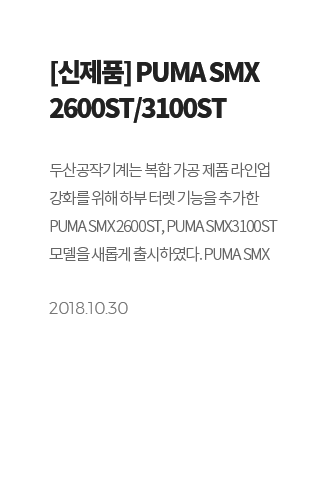 [신제품] PUMA SMX
2600ST/3100ST
두산공작기계는 복합 가공 제품 라인업
강화를 위해 하부 터렛 기능을 추가한
PUMA SMX2600ST, PUMA SMX3100ST
모델을 새롭게 출시하였다. PUMA SMX
2018.10.30